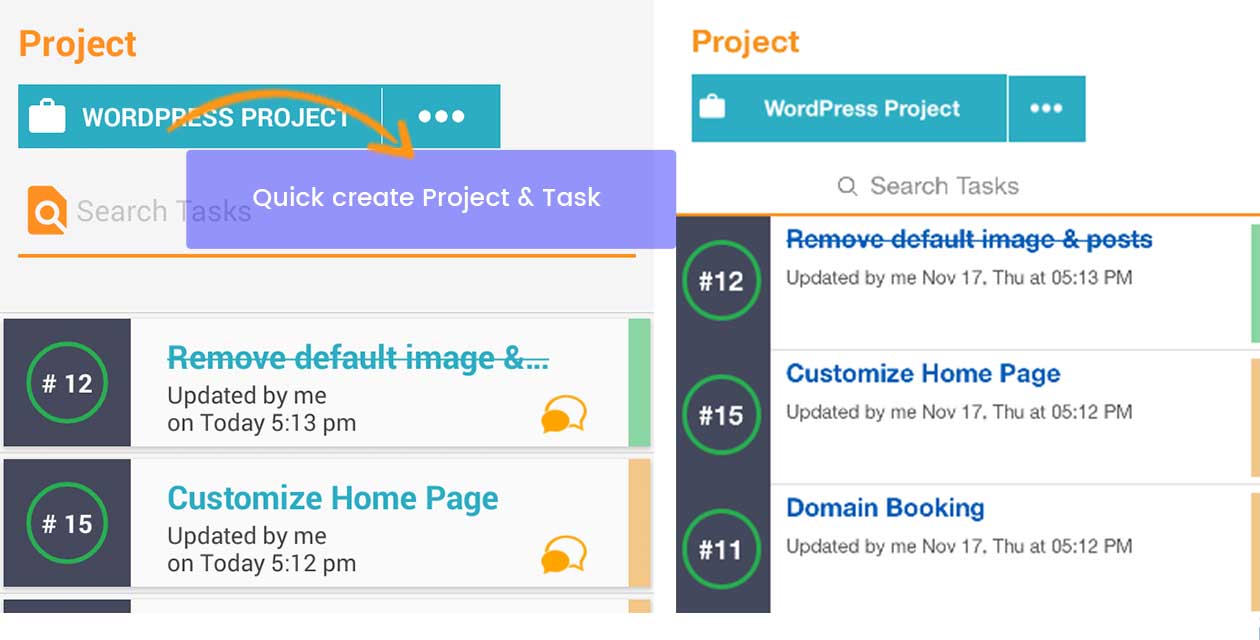 Project
WORDPRESS PROJECT
Quick create Project & Task
Search Tasks
# 12
Remove default image &...
Updated by me
on Today 5:13 pm
# 15
Customize Home Page
Updated by me
on Today 5:12 pm
Project
WordPress Project
Search Tasks
#12
Remove default image & posts
Updated by me Nov 17, Thu at 05:13 PM
#15
Customize Home Page
Updated by me Nov 17, Thu at 05:12 PM
#11
Domain Booking
Updated by me Nov 17, Thu at 05:12 PM